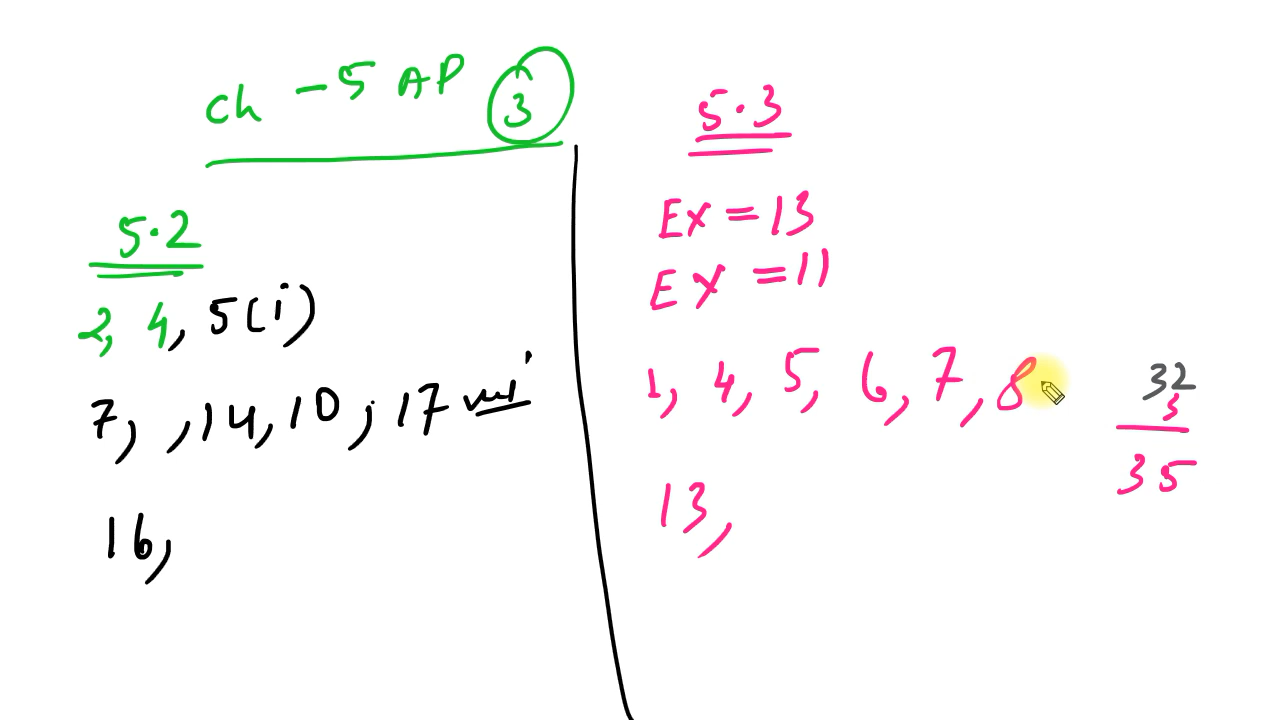 ch - 5 AP 3
5.2
2, 4, 5(i)
7, , 14, 10, 17
16,
5.3
Ex = 13
Ex = 11
1, 4, 5, 6, 7, 8
13,
32
3
35